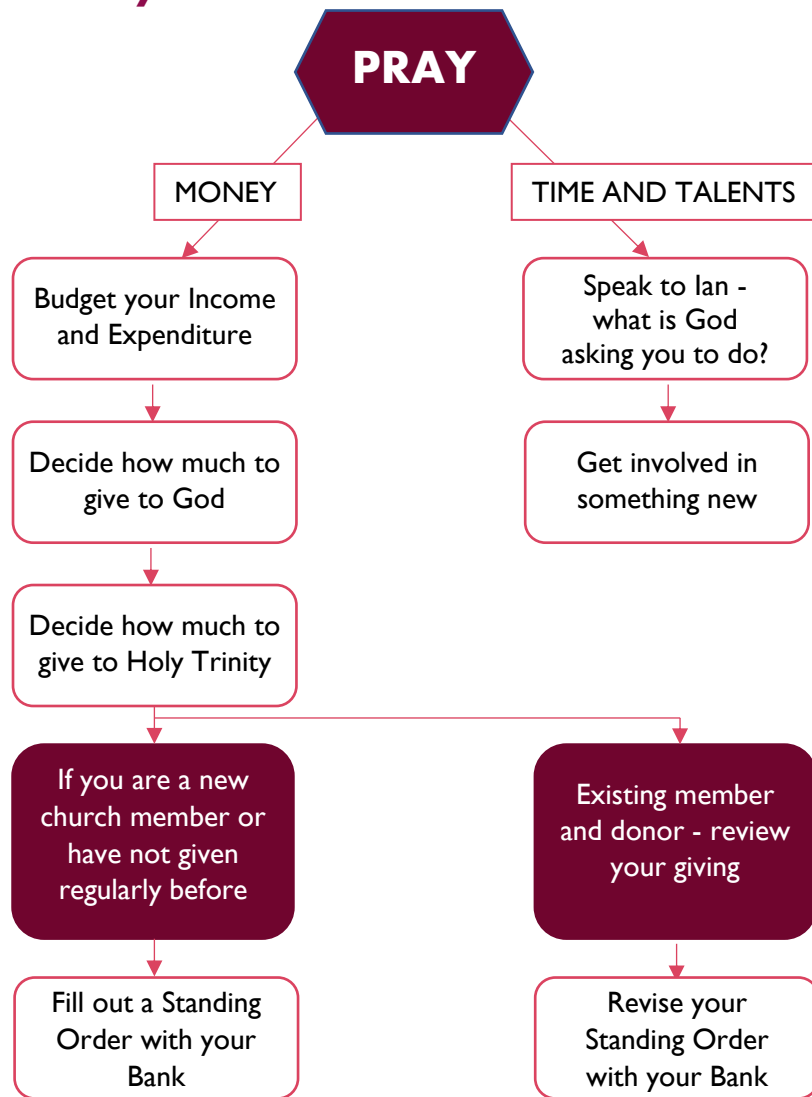 PRAY
MONEY
TIME AND TALENTS
Budget your Income
and Expenditure
Speak to Ian -
what is God
asking you to do?
Decide how much to
give to God
Get involved in
something new
Decide how much to
give to Holy Trinity
If you are a new
church member or
have not given
regularly before
Existing member
and donor - review
your giving
Fill out a Standing
Order with your
Bank
Revise your
Standing Order
with your Bank